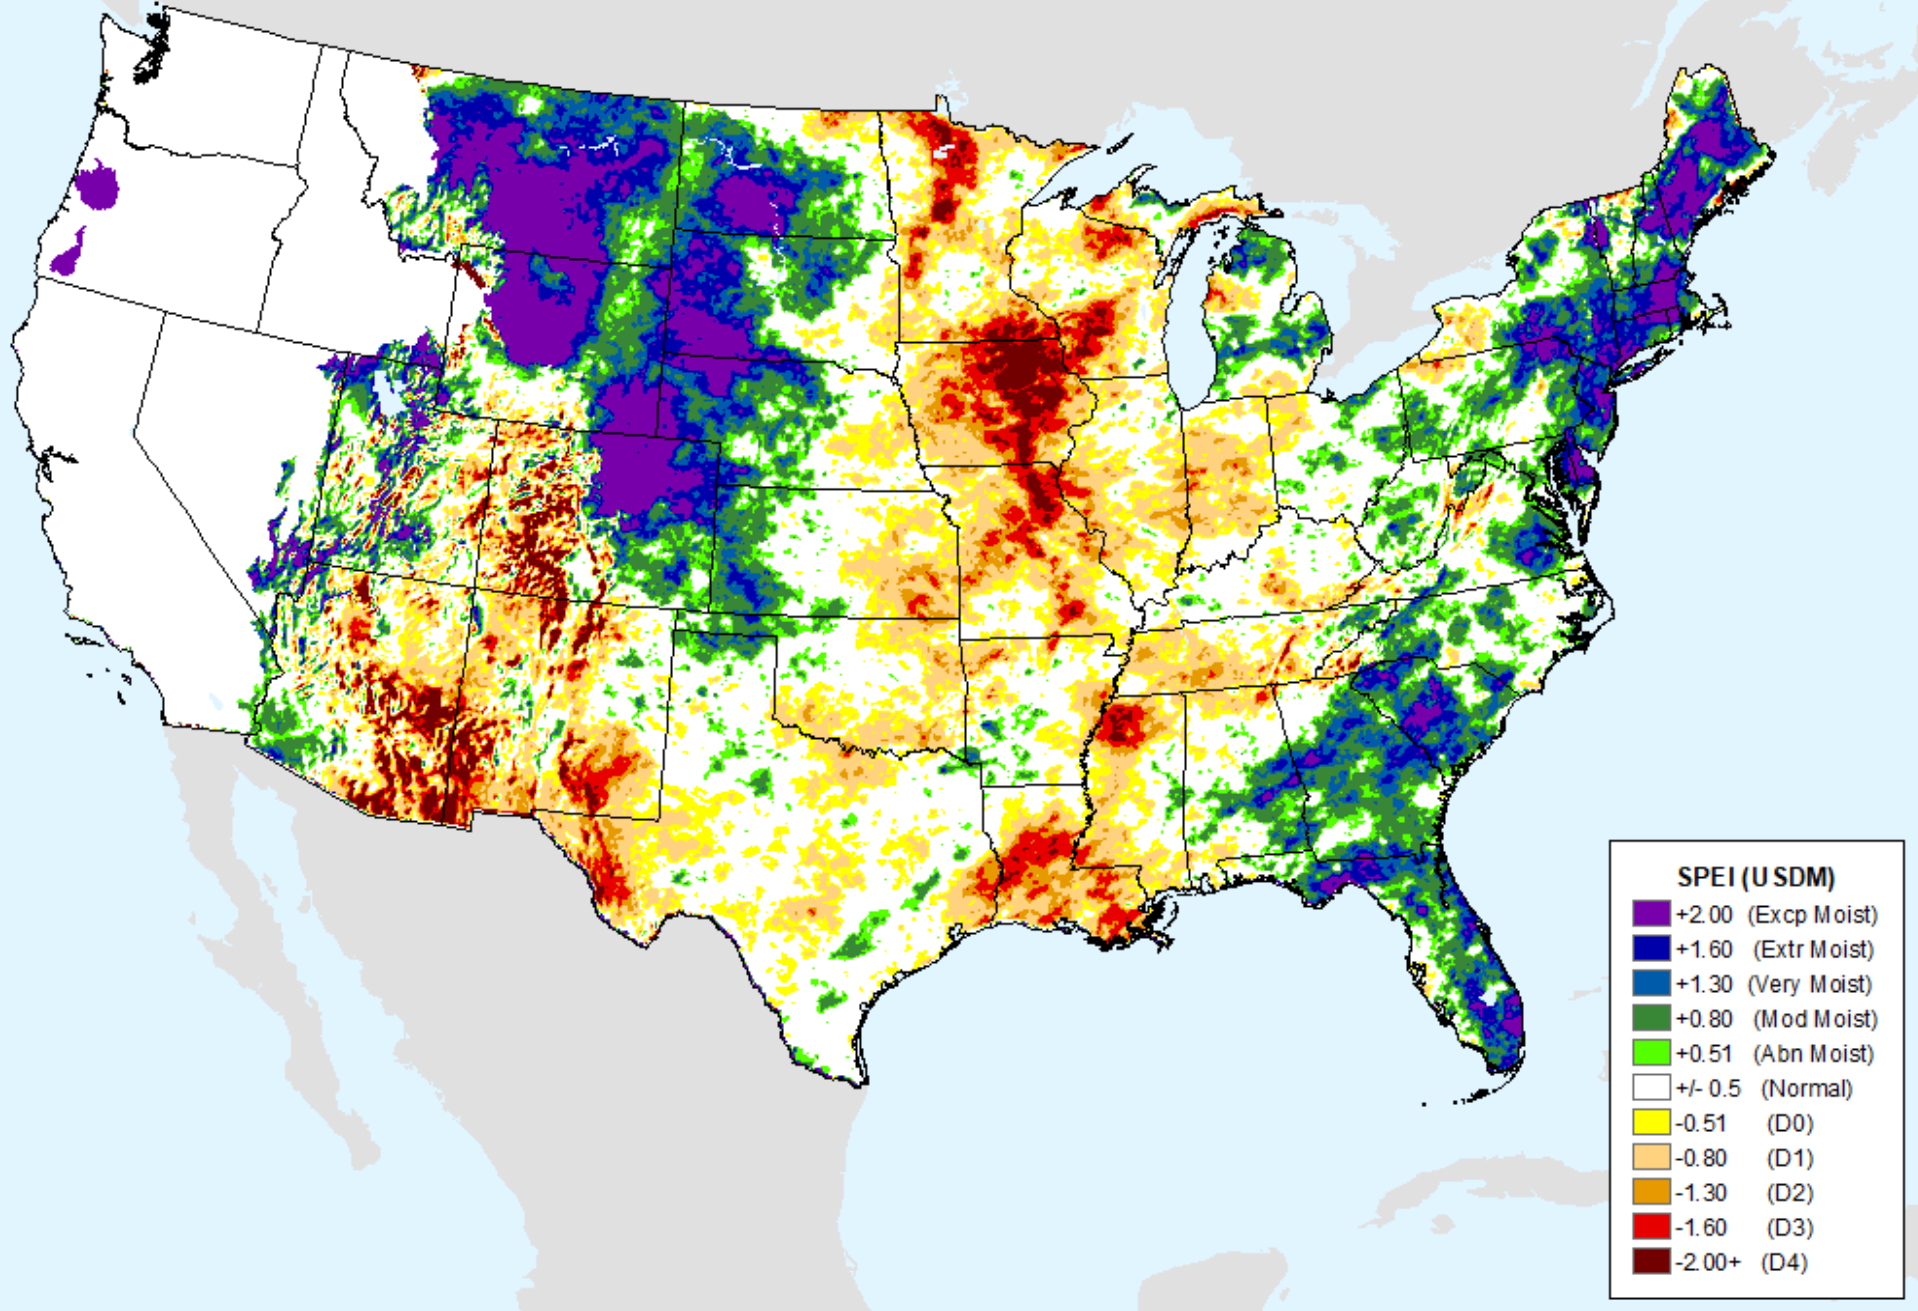 SPEI (USDM)
+2.00 (Excp Moist)
+1.60 (Extr Moist)
+1.30 (Very Moist)
+0.80 (Mod Moist)
+0.51 (Abn Moist)
+/- 0.5 (Normal)
-0.51 (D0)
-0.80 (D1)
-1.30 (D2)
-1.60 (D3)
-2.00+ (D4)